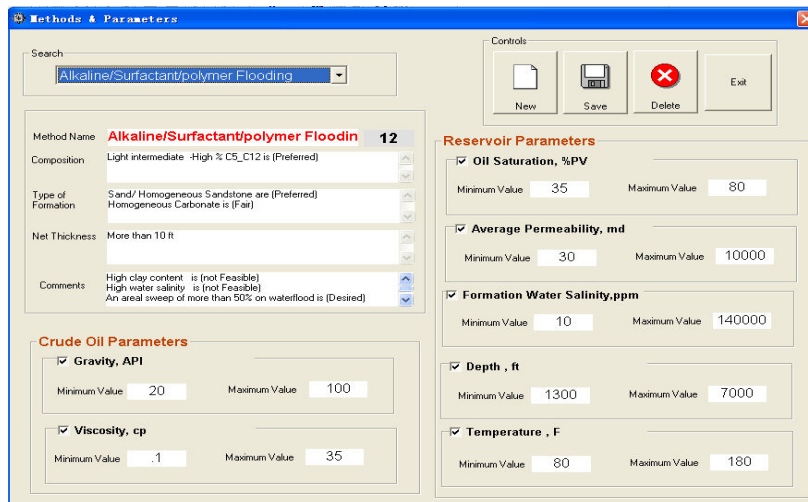 Methods & Parameters
Search
Alkaline/Surfactant/polymer Flooding
Controls
New
Save
Delete
Exit
Method Name
Alkaline/Surfactant/polymer Floodin
12
Composition
Light intermediate -High % C5_C12 is (Preferred)
Type of
Formation
Sand/ Homogeneous Sandstone are (Preferred)
Homogeneous Carbonate is (Fair)
Net Thickness
More than 10 ft
Comments
High clay content is (not Feasible)
High water salinity is (not Feasible)
An areal sweep of more than 50% on waterflood is (Desired)
Crude Oil Parameters
Gravity, API
Minimum Value 20 Maximum Value 100
Viscosity, cp
Minimum Value .1 Maximum Value 35
Reservoir Parameters
Oil Saturation, %PV
Minimum Value 35 Maximum Value 80
Average Permeability, md
Minimum Value 30 Maximum Value 10000
Formation Water Salinity,ppm
Minimum Value 10 Maximum Value 140000
Depth , ft
Minimum Value 1300 Maximum Value 7000
Temperature , F
Minimum Value 80 Maximum Value 180